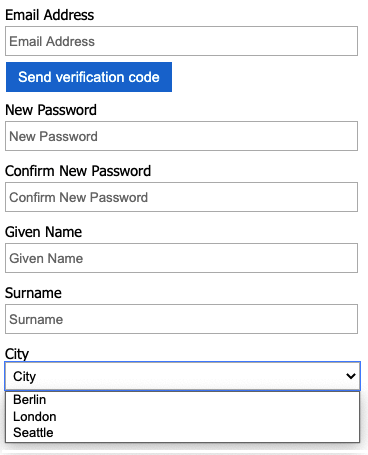 Email Address
Email Address
Send verification code
New Password
New Password
Confirm New Password
Confirm New Password
Given Name
Given Name
Surname
Surname
City
City
Berlin
London
Seattle